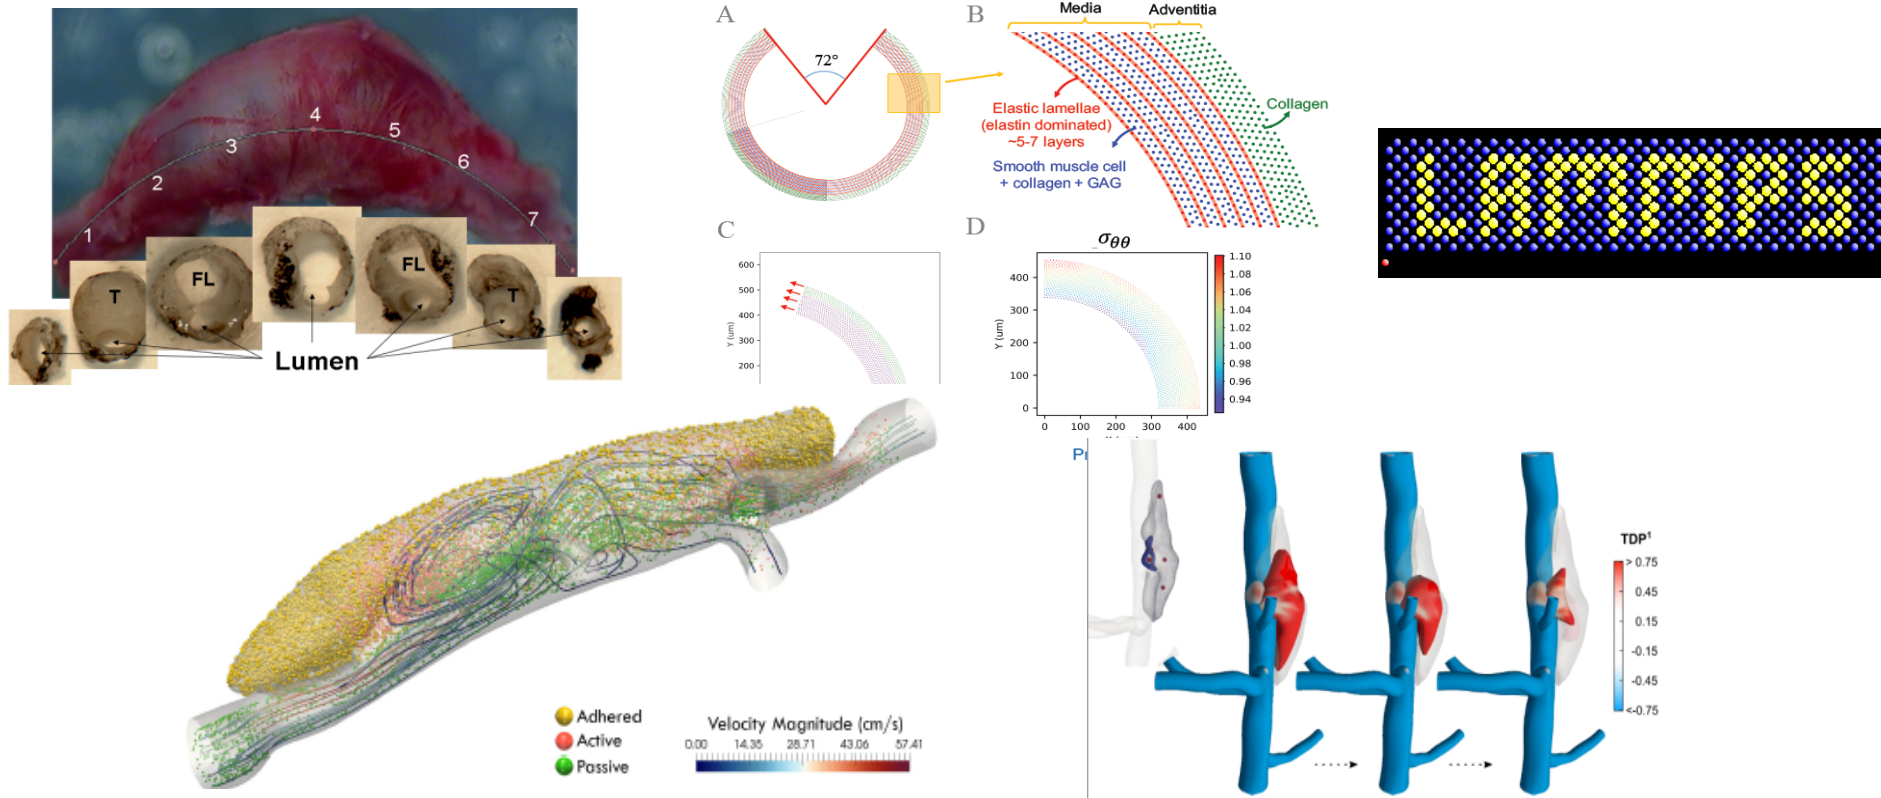 1
2
3
4
5
6
7
T
FL
FL
T
Lumen
A
72°
B
Media
Adventitia
Elastic lamellae
(elastin dominated)
~5-7 layers
Smooth muscle cell
+ collagen + GAG
Collagen
LAMMPS
C
600
500
400
300
200
Y (um)
D
σθθ
400
300
200
100
0
Y (um)
0 100 200 300 400
1.10
1.08
1.06
1.04
1.02
1.00
0.98
0.96
0.94
Adhered
Active
Passive
Velocity Magnitude (cm/s)
0.00 14.35 28.71 43.06 57.41
TDP¹
> 0.75
0.45
0.15
-0.15
-0.45
<-0.75